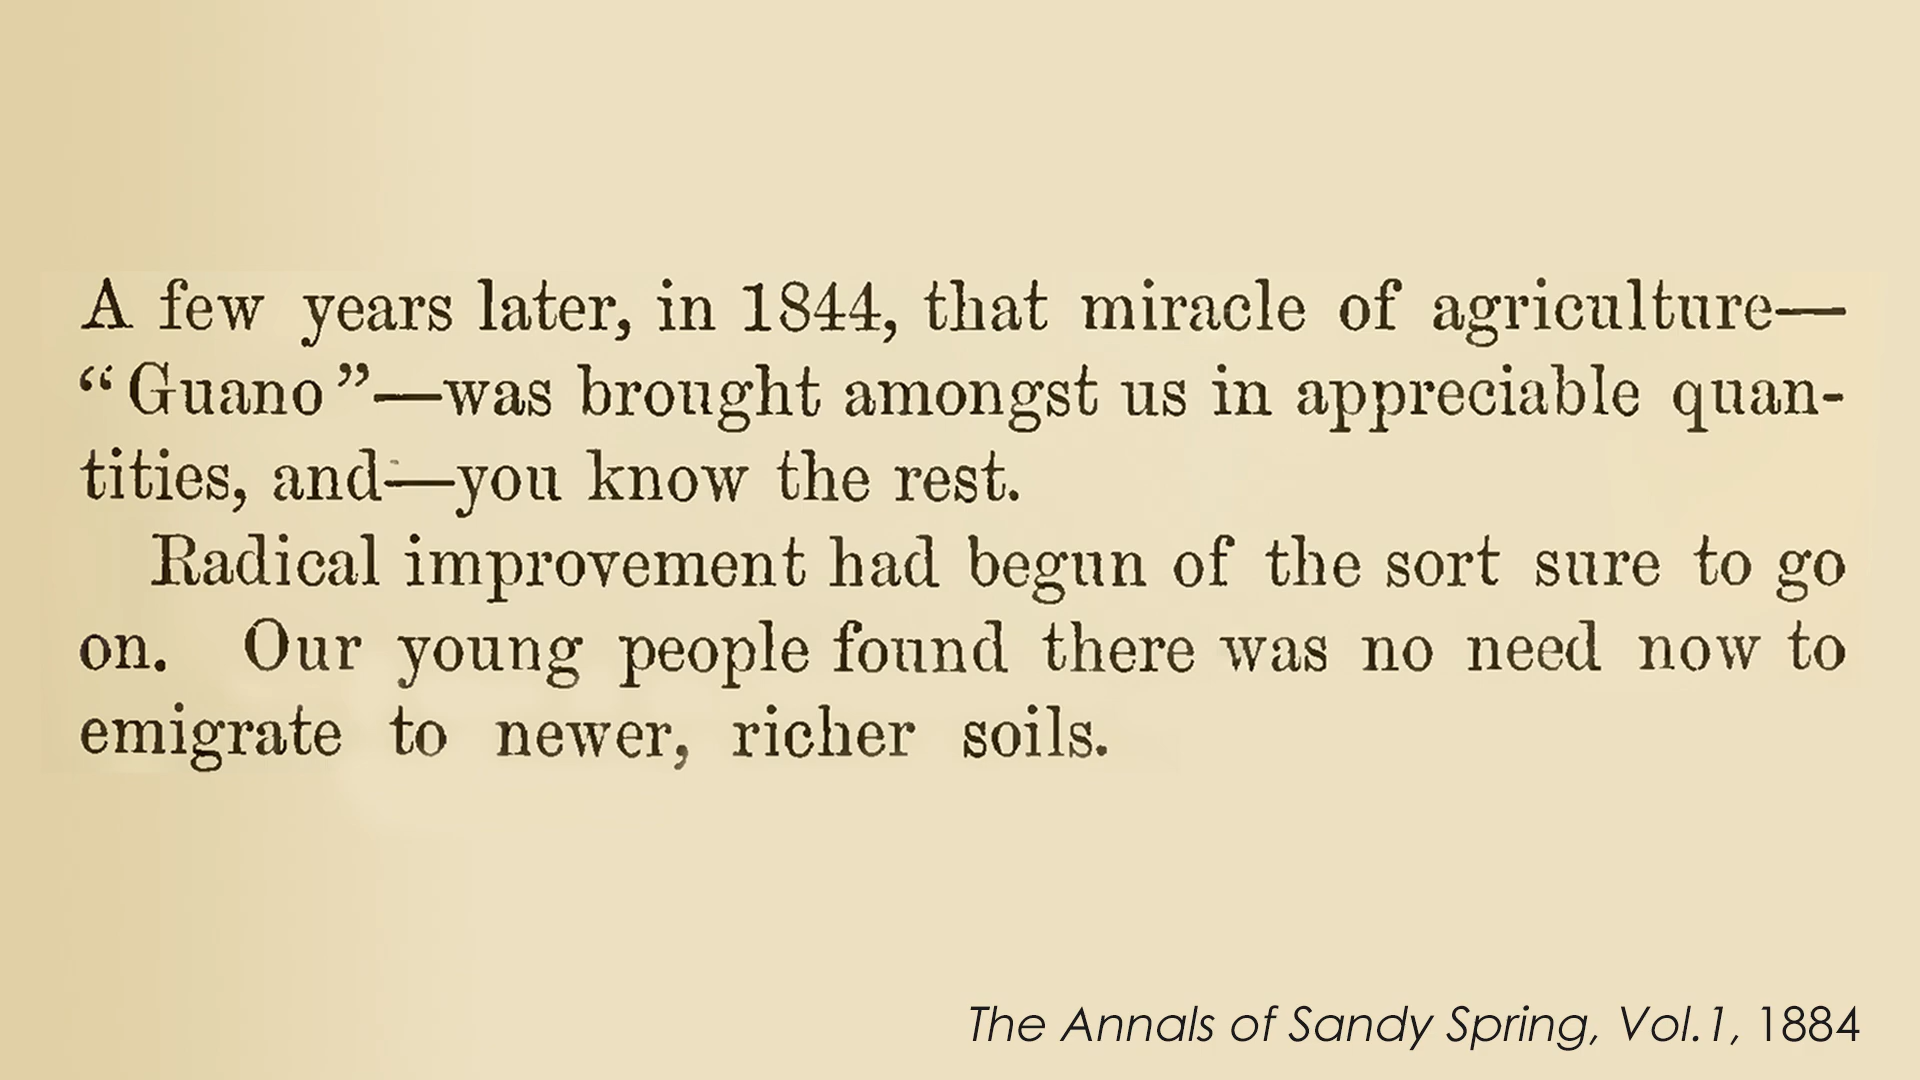 A few years later, in 1844, that miracle of agriculture—
“Guano”—was brought amongst us in appreciable quan-
tities, and—you know the rest.
Radical improvement had begun of the sort sure to go
on. Our young people found there was no need now to
emigrate to newer, richer soils.
The Annals of Sandy Spring, Vol.1, 1884